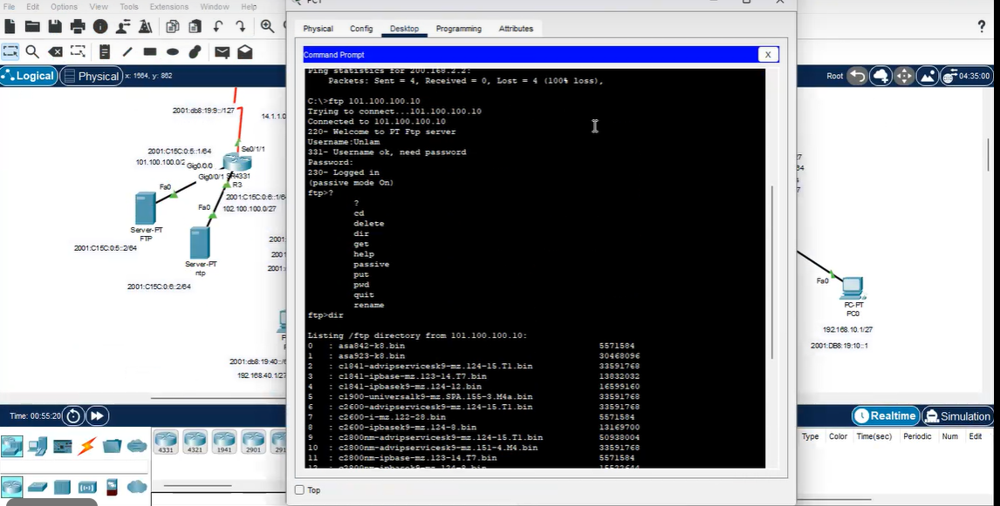 File Edit Options View Tools Extensions Window Help
PC1
Physical Config Desktop Programming Attributes
Command Prompt X
Logical Physical x: 1564, y: 862
Root 04:35:00
2001:db8:19:9::/127
14.1.1.0
2001:C15C:0:5::1/64 Se0/1/1
101.100.100.0/2 Gig0/0/0
Gig0/0/1 SR4331
R3
Fa0
2001:C15C:0:6::1/64
Fa0 102.100.100.0/27
Server-PT
FTP
2001:C15C:0:5::2/64
Server-PT
ntp
2001:C15C:0:6::2/64
2001:db8:19:40::/6
192.168.40.1/27
Fa0
PC-PT
PC0
192.168.10.1/27
2001:DB8:19:10::1
Ping statistics for 200.168.2.2:
Packets: Sent = 4, Received = 0, Lost = 4 (100% loss),
C:\>ftp 101.100.100.10
Trying to connect...101.100.100.10
Connected to 101.100.100.10
220- Welcome to PT Ftp server
Username:Unlam
331- Username ok, need password
Password:
230- Logged in
(passive mode On)
ftp>?
?
cd
delete
dir
get
help
passive
put
pwd
quit
rename
ftp>dir
Listing /ftp directory from 101.100.100.10:
0 : asa842-k8.bin 5571584
1 : asa923-k8.bin 30468096
2 : c1841-advipservicesk9-mz.124-15.T1.bin 33591768
3 : c1841-ipbase-mz.123-14.T7.bin 13832032
4 : c1841-ipbasek9-mz.124-12.bin 16599160
5 : c1900-universalk9-mz.SPA.155-3.M4a.bin 33591768
6 : c2600-advipservicesk9-mz.124-15.T1.bin 33591768
7 : c2600-i-mz.122-28.bin 5571584
8 : c2600-ipbasek9-mz.124-8.bin 13169700
9 : c2800nm-advipservicesk9-mz.124-15.T1.bin 50938004
10 : c2800nm-advipservicesk9-mz.151-4.M4.bin 33591768
11 : c2800nm-ipbase-mz.123-14.T7.bin 5571584
12 : c2800nm-ipbasek9-mz.124-8.bin 15522644
Top
Time: 00:55:20 Realtime Simulation
Type Color Time(sec) Periodic Num Edit
4331 4321 1941 2901 291